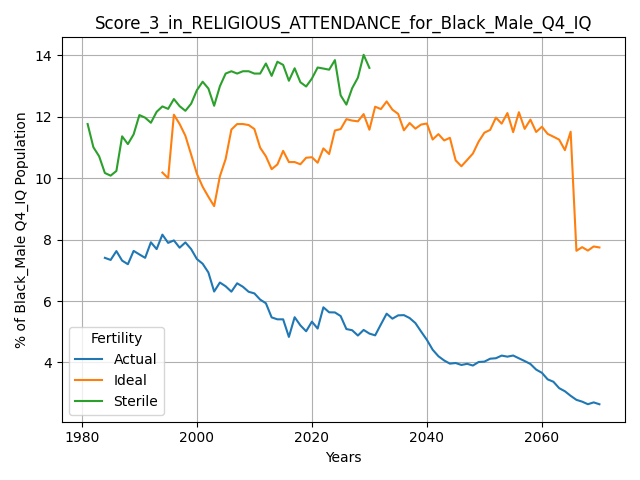 Score_3_in_RELIGIOUS_ATTENDANCE_for_Black_Male_Q4_IQ
% of Black_Male Q4_IQ Population
14
12
10
8
6
4
Fertility
Actual
Ideal
Sterile
1980
2000
2020
2040
2060
Years